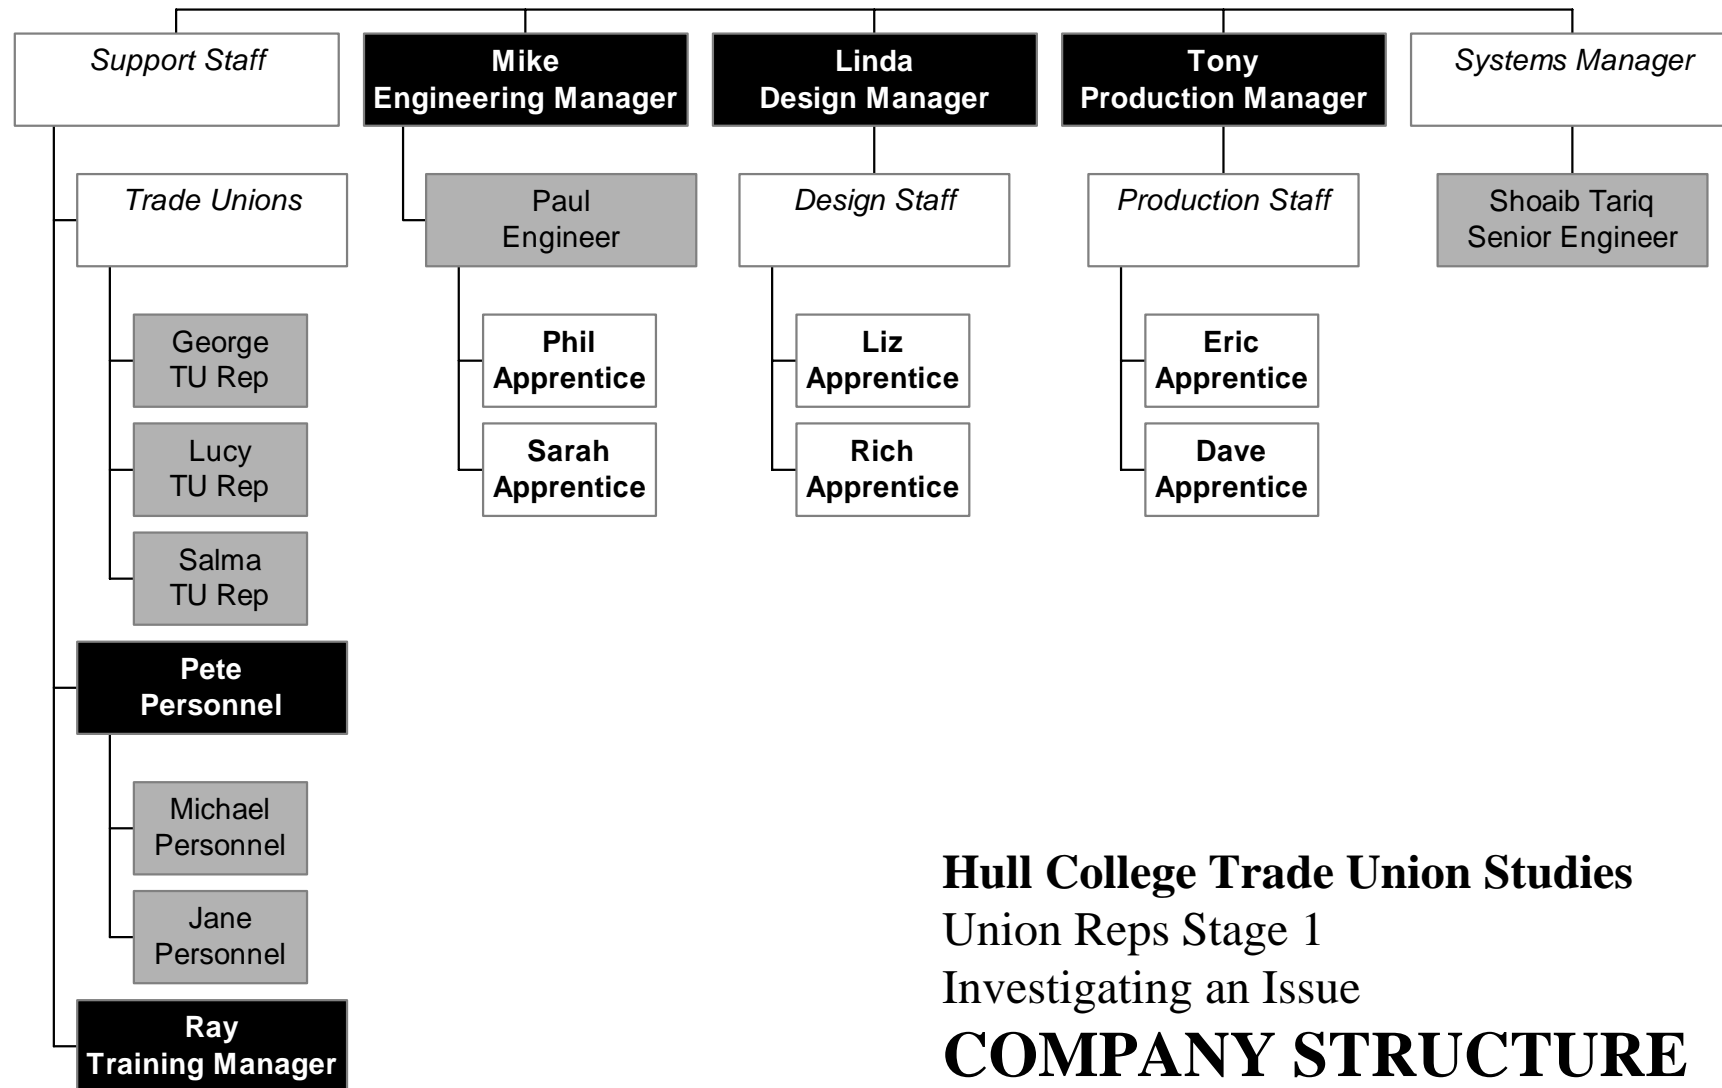 Support Staff
Mike
Engineering Manager
Linda
Design Manager
Tony
Production Manager
Systems Manager
Trade Unions
Paul
Engineer
Design Staff
Production Staff
Shoaib Tariq
Senior Engineer
George
TU Rep
Phil
Apprentice
Liz
Apprentice
Eric
Apprentice
Lucy
TU Rep
Sarah
Apprentice
Rich
Apprentice
Dave
Apprentice
Salma
TU Rep
Pete
Personnel
Michael
Personnel
Jane
Personnel
Ray
Training Manager
Hull College Trade Union Studies
Union Reps Stage 1
Investigating an Issue
COMPANY STRUCTURE